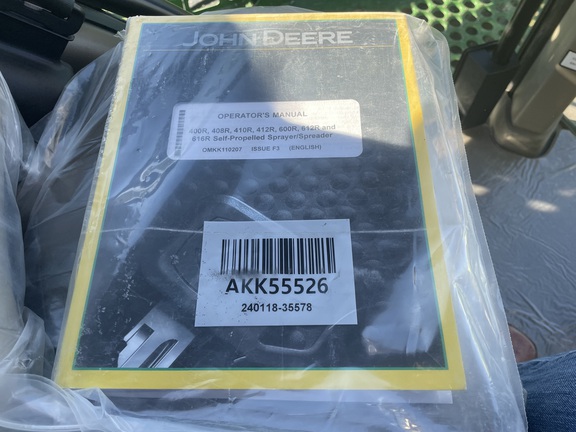 JOHN DEERE
OPERATOR'S MANUAL
400R, 408R, 410R, 412R, 600R, 612R and
616R Self-Propelled Sprayer/Spreader
OMKK110207 ISSUE F3 (ENGLISH)
AKK55526
240118-35578